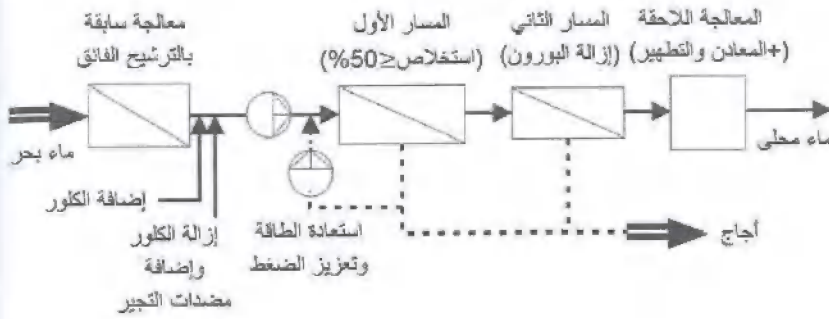 معالجة سابقة
بالترشيح الفائق
المسار الأول
(استخلاص≥50%)
المسار الثاني
(إزالة البورون)
المعالجة اللاحقة
(+المعادن والتطهير)
ماء بحر
ماء محلى
إضافة الكلور
إزالة الكلور
وإضافة
مضدات التجير
استعادة الطاقة
وتعزيز الضغط
أجاج